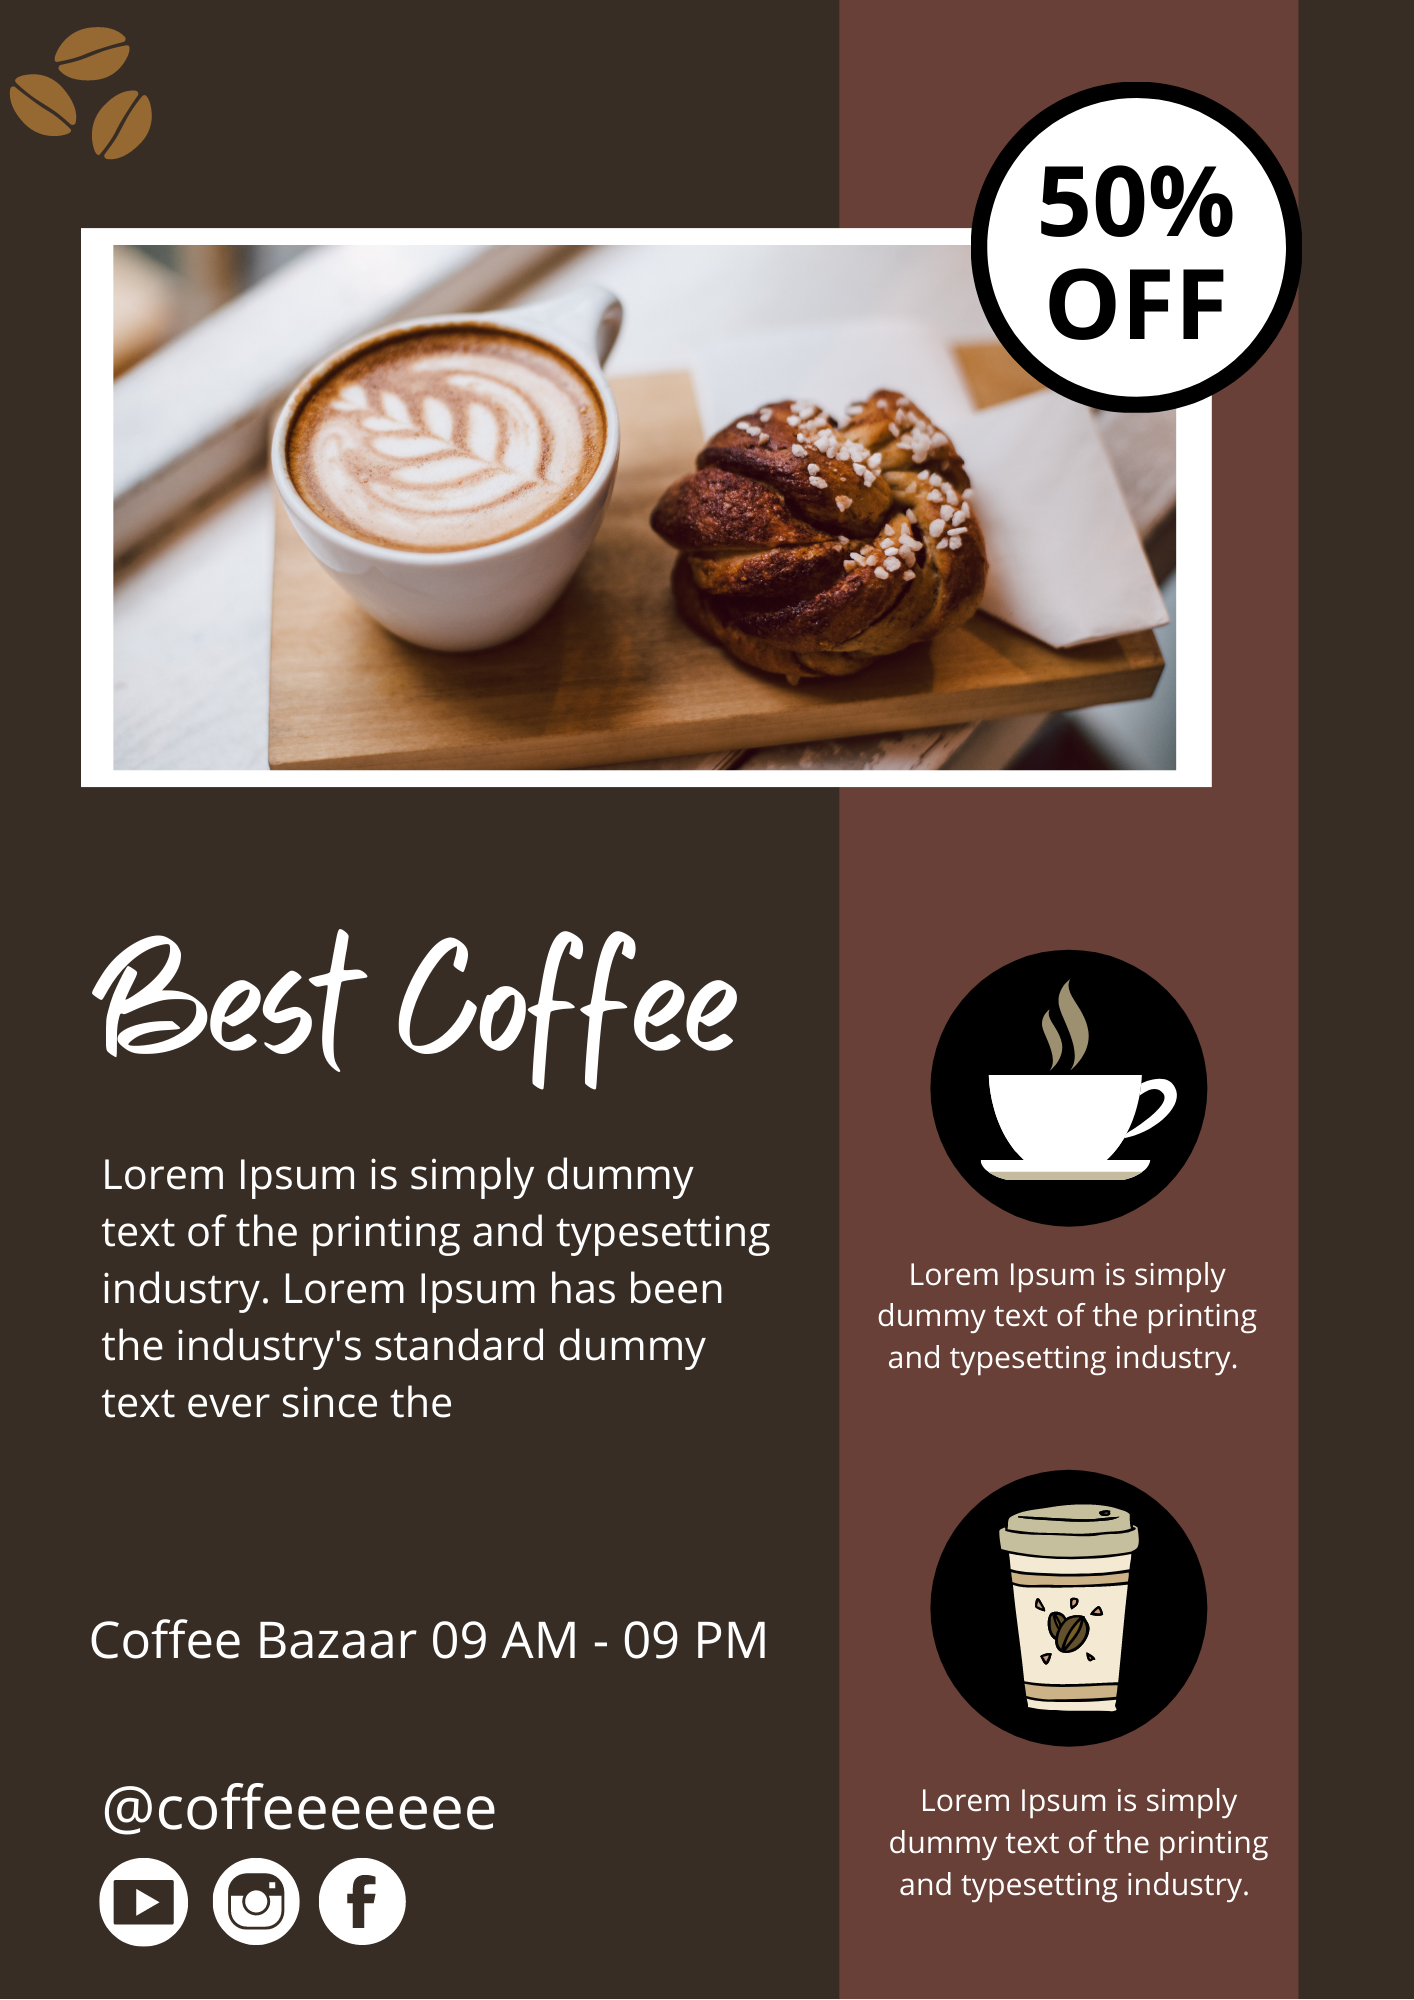 50%
OFF
Best Coffee
Lorem Ipsum is simply dummy
text of the printing and typesetting
industry. Lorem Ipsum has been
the industry's standard dummy
text ever since the
Coffee Bazaar 09 AM - 09 PM
@coffeeeeeee
Lorem Ipsum is simply
dummy text of the printing
and typesetting industry.
Lorem Ipsum is simply
dummy text of the printing
and typesetting industry.